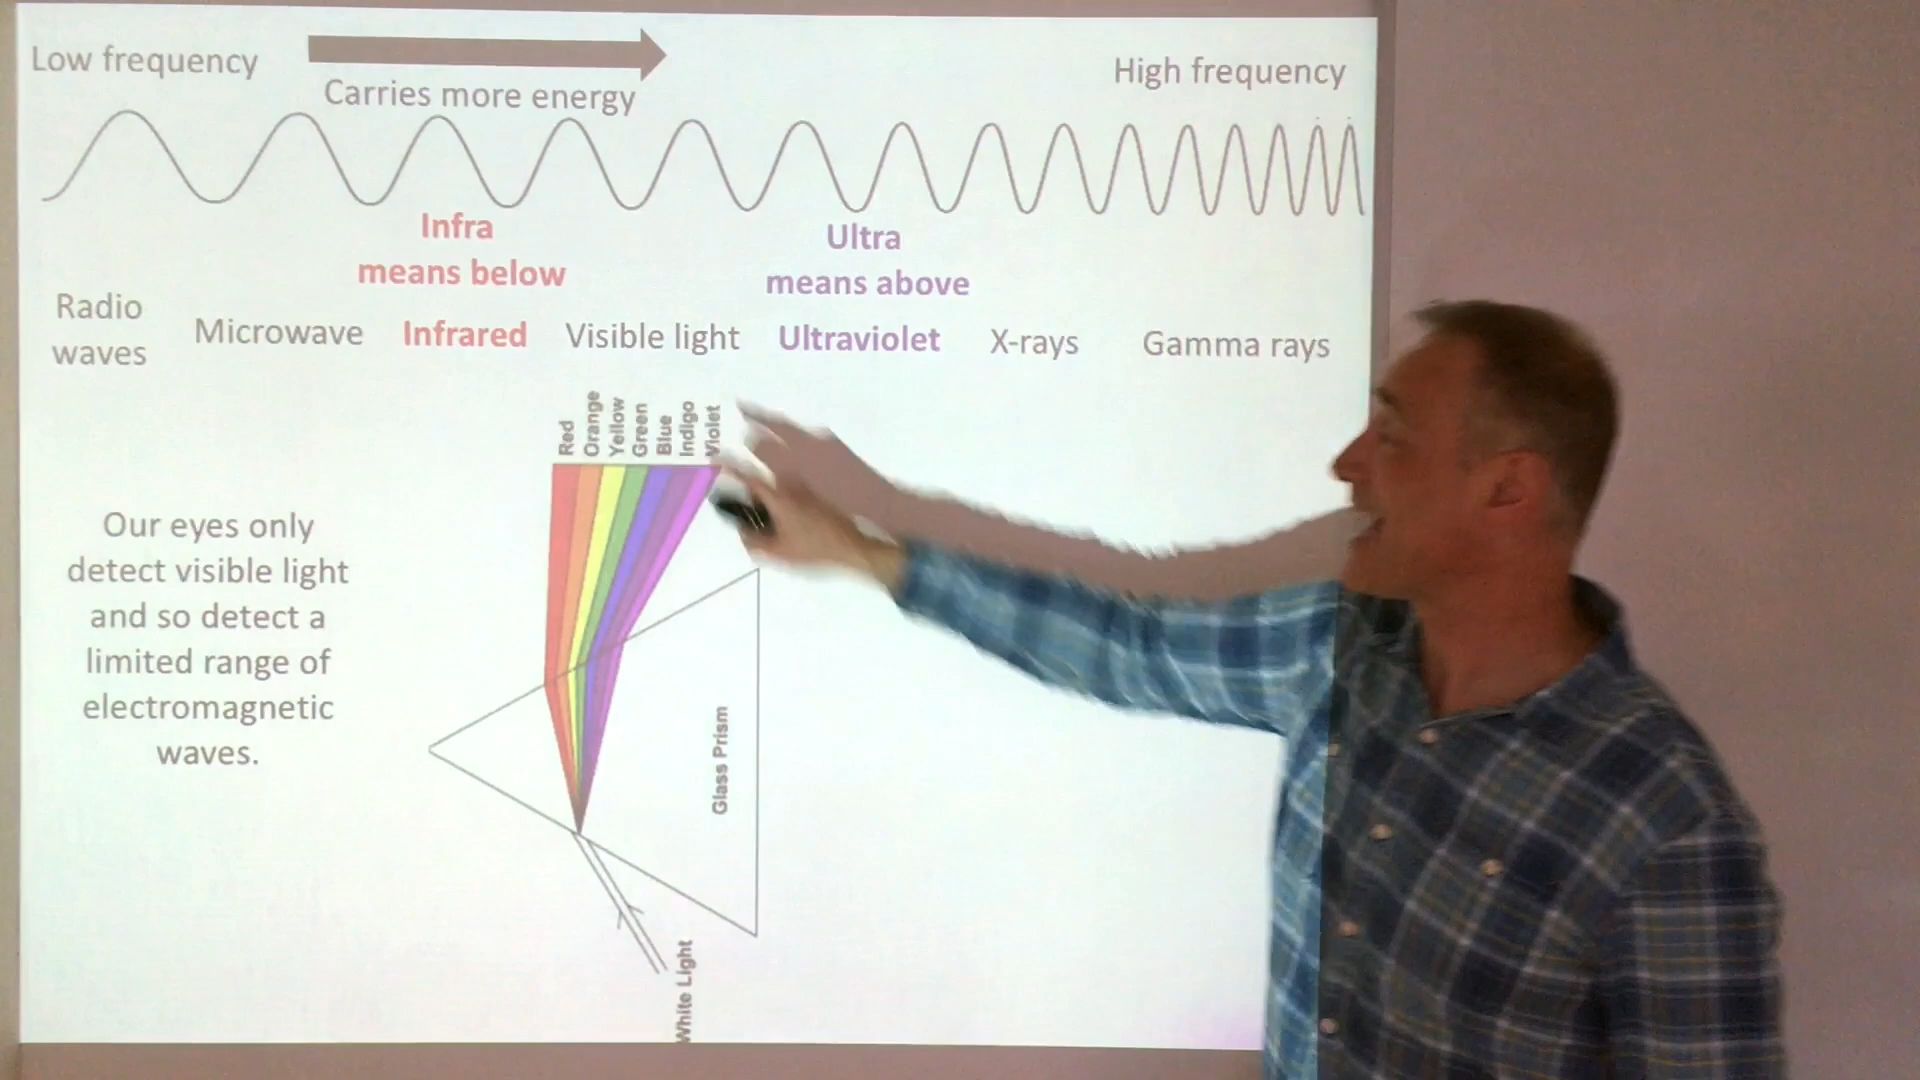 Low frequency
Carries more energy
High frequency
Infra
means below
Ultra
means above
Radio
waves
Microwave
Infrared
Visible light
Ultraviolet
X-rays
Gamma rays
Red
Orange
Yellow
Green
Blue
Indigo
Violet
Our eyes only
detect visible light
and so detect a
limited range of
electromagnetic
waves.
Glass Prism
White Light